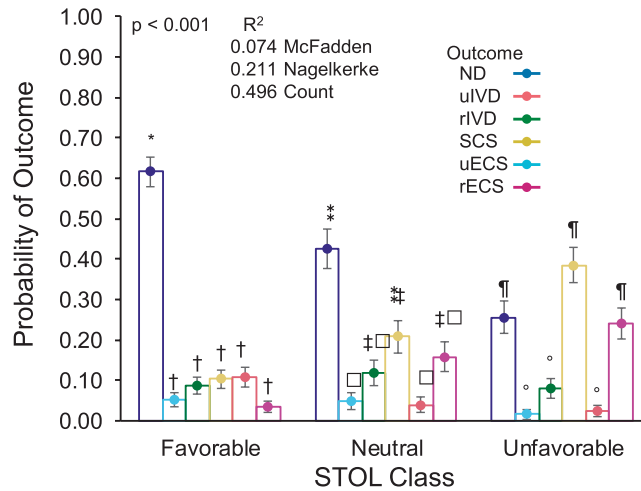 p < 0.001 R²
0.074 McFadden
0.211 Nagelkerke
0.496 Count
Outcome
ND
uIVD
rIVD
SCS
uECS
rECS
Probability of Outcome
1.00
0.90
0.80
0.70
0.60
0.50
0.40
0.30
0.20
0.10
0.00
*
† † † † † †
**
□ ‡□ **‡ □ ‡□
¶ ° ° ¶ ° ¶
Favorable Neutral Unfavorable
STOL Class